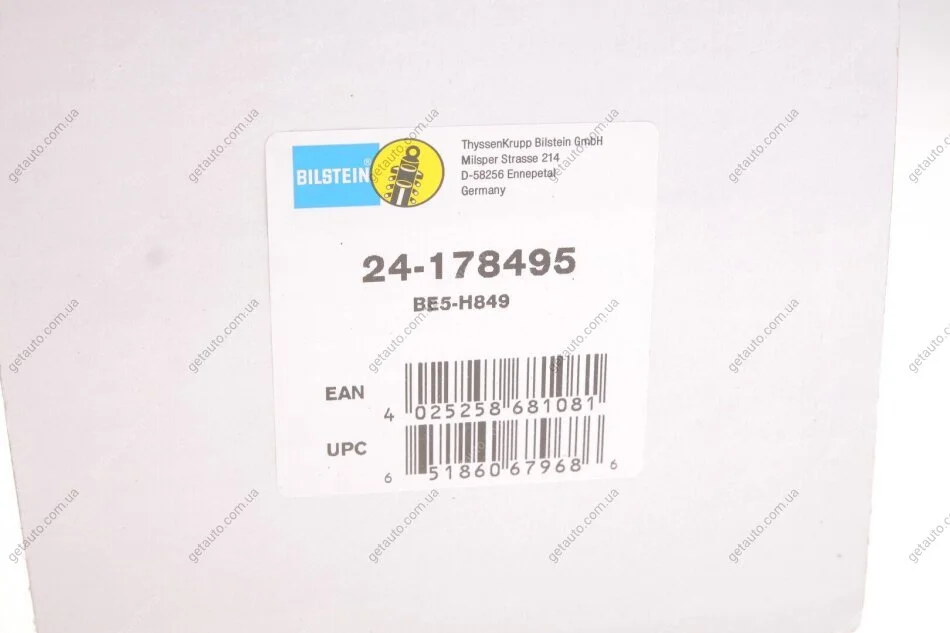 BILSTEIN®
ThyssenKrupp Bilstein GmbH
Milsper Strasse 214
D-58256 Ennepetal
Germany
24-178495
BE5-H849
EAN
4 025258 681081
UPC
6 51860 67968 6
getauto.com.ua